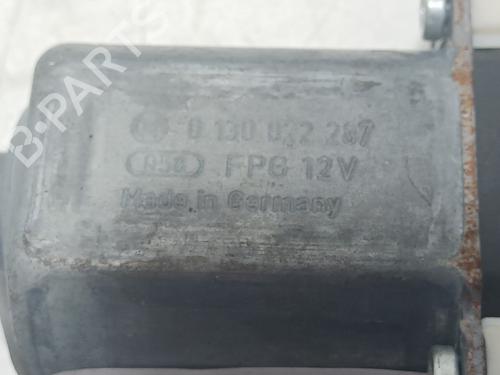 0 130 822 287
FPG 12V
Made in Germany
B-PARTS